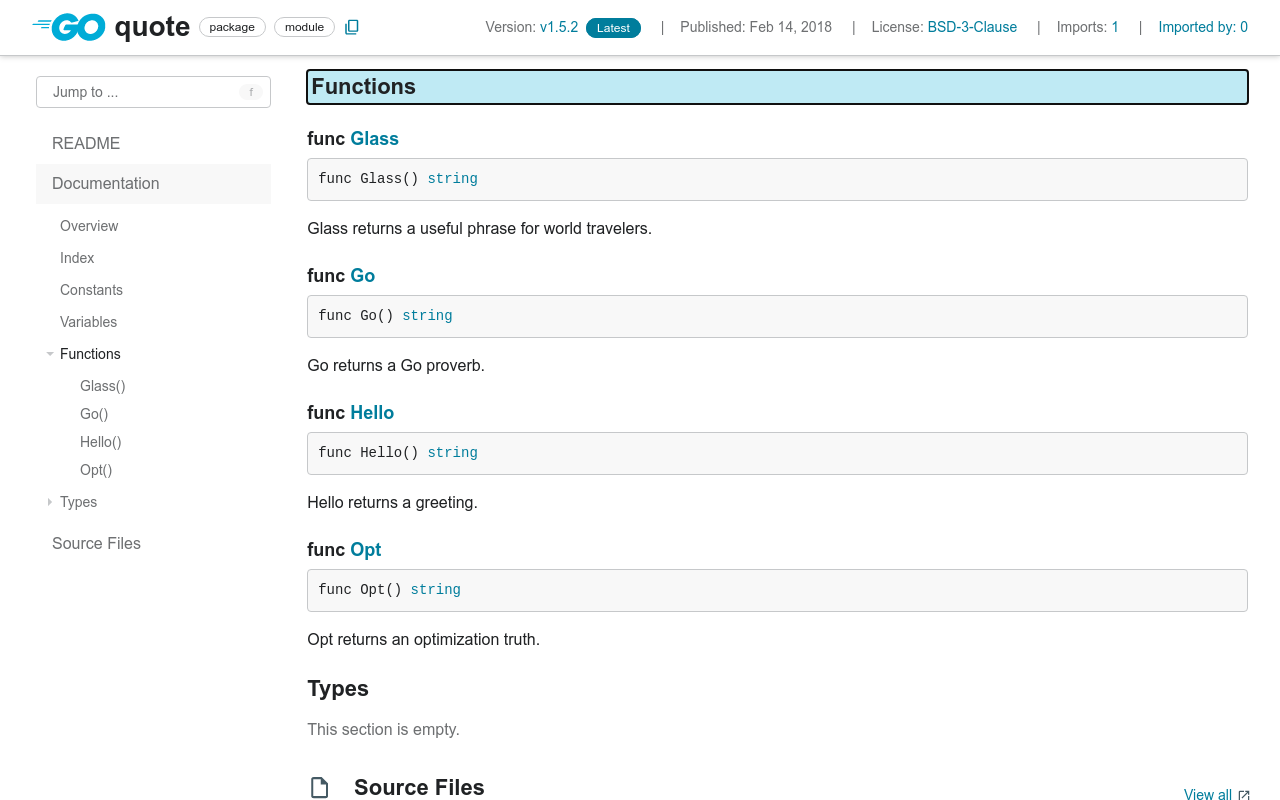 GO quote package module Version: v1.5.2 Latest | Published: Feb 14, 2018 | License: BSD-3-Clause | Imports: 1 | Imported by: 0
Jump to ... f
README
Documentation
Overview
Index
Constants
Variables
Functions
Glass()
Go()
Hello()
Opt()
Types
Source Files
Functions
func Glass
func Glass() string
Glass returns a useful phrase for world travelers.
func Go
func Go() string
Go returns a Go proverb.
func Hello
func Hello() string
Hello returns a greeting.
func Opt
func Opt() string
Opt returns an optimization truth.
Types
This section is empty.
Source Files
View all